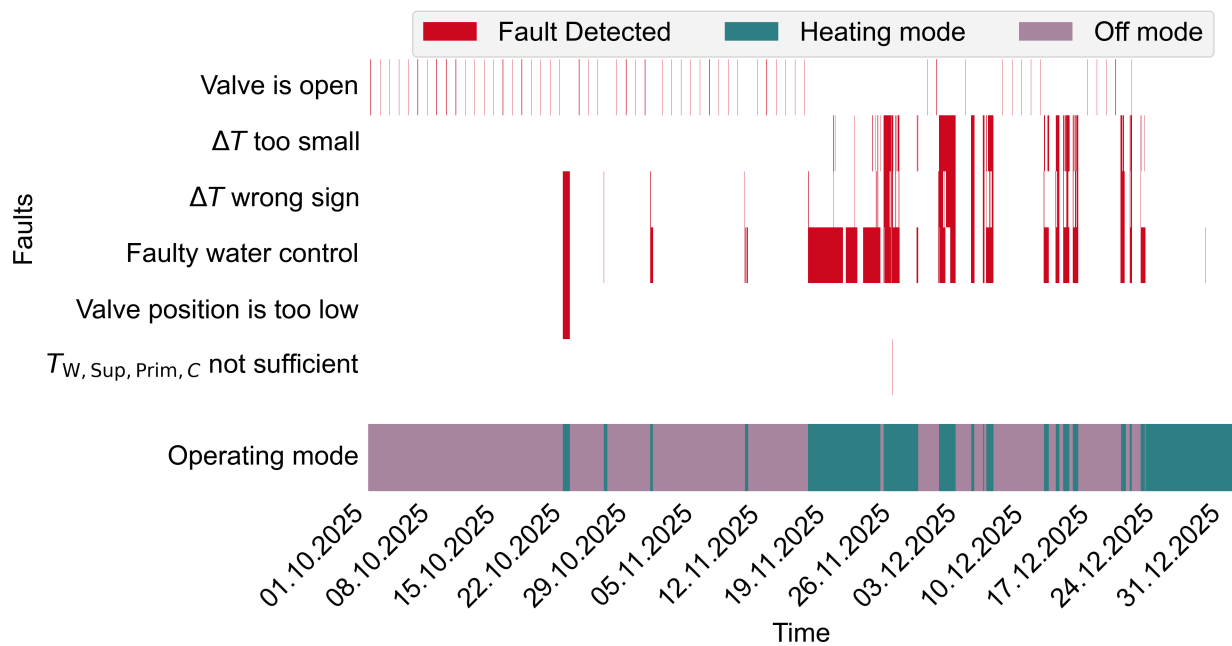 Fault Detected Heating mode Off mode
Valve is open
ΔT too small
ΔT wrong sign
Faulty water control
Valve position is too low
T_W, Sup, Prim, C not sufficient
Operating mode
Faults
01.10.2025
08.10.2025
15.10.2025
22.10.2025
29.10.2025
05.11.2025
12.11.2025
19.11.2025
26.11.2025
03.12.2025
10.12.2025
17.12.2025
24.12.2025
31.12.2025
Time